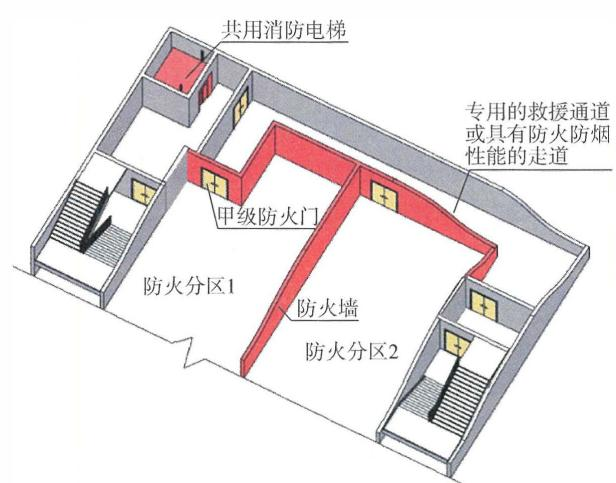 共用消防电梯
专用的救援通道
或具有防火防烟
性能的走道
甲级防火门
防火分区1
防火墙
防火分区2